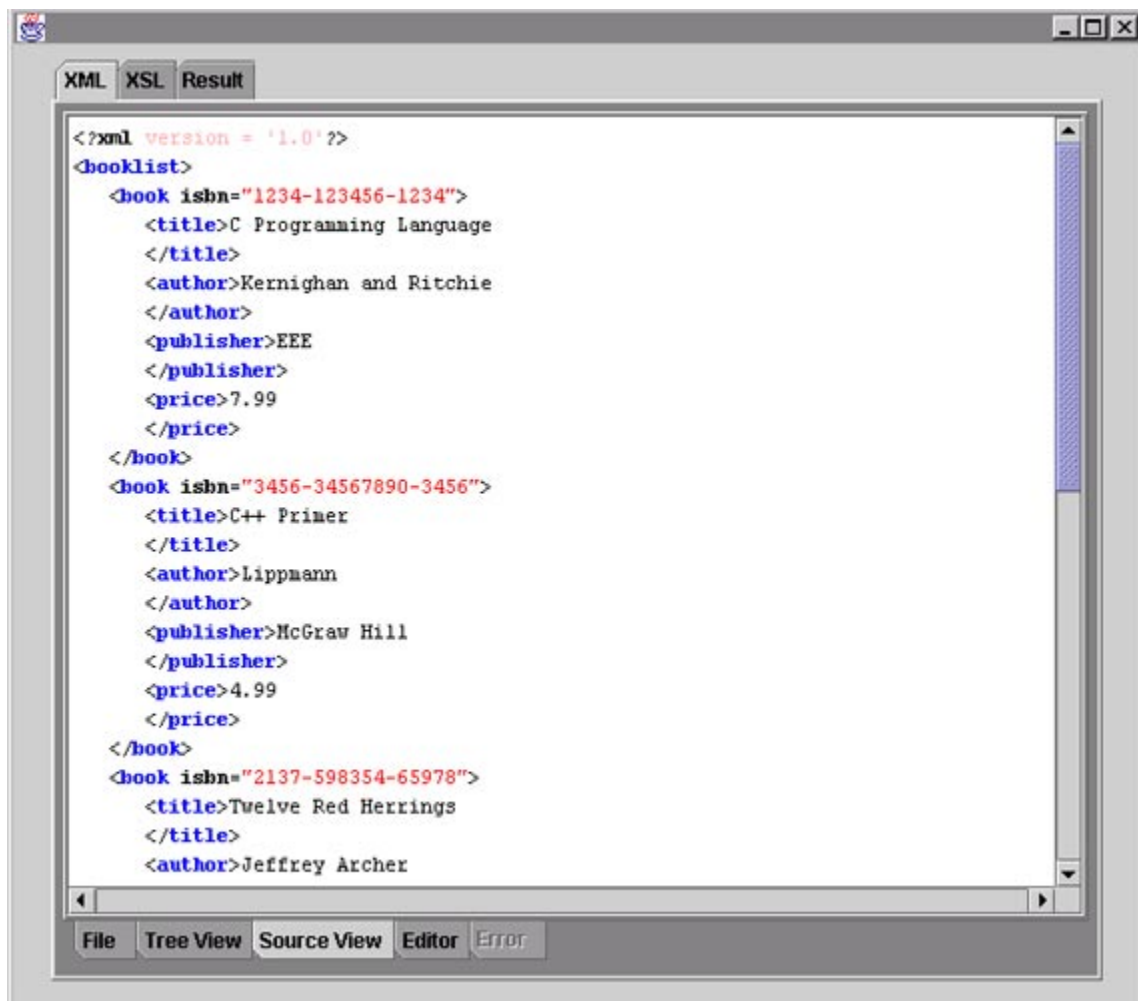 XML XSL Result
<?xml version = '1.0'?>
<booklist>
<book isbn="1234-123456-1234">
<title>C Programming Language
</title>
<author>Kernighan and Ritchie
</author>
<publisher>EEE
</publisher>
<price>7.99
</price>
</book>
<book isbn="3456-34567890-3456">
<title>C++ Primer
</title>
<author>Lippmann
</author>
<publisher>McGraw Hill
</publisher>
<price>4.99
</price>
</book>
<book isbn="2137-598354-65978">
<title>Twelve Red Herrings
</title>
<author>Jeffrey Archer
File Tree View Source View Editor Error